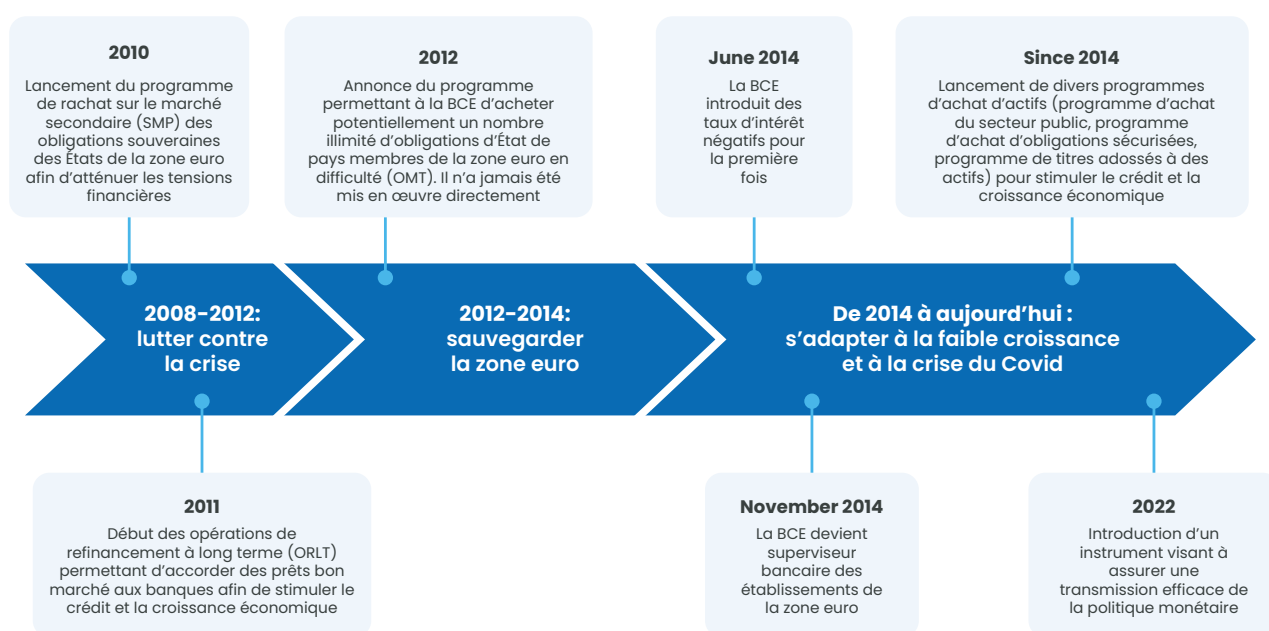 2010
Lancement du programme
de rachat sur le marché
secondaire (SMP) des
obligations souveraines
des États de la zone euro
afin d’atténuer les tensions
financières
2012
Annonce du programme
permettant à la BCE d’acheter
potentiellement un nombre
illimité d’obligations d’État de
pays membres de la zone euro en
difficulté (OMT). Il n’a jamais été
mis en œuvre directement
June 2014
La BCE
introduit des
taux d’intérêt
négatifs pour
la première
fois
Since 2014
Lancement de divers programmes
d’achat d’actifs (programme d’achat
du secteur public, programme
d’achat d’obligations sécurisées,
programme de titres adossés à des
actifs) pour stimuler le crédit et la
croissance économique
2008-2012:
lutter contre
la crise
2012-2014:
sauvegarder
la zone euro
De 2014 à aujourd’hui :
s’adapter à la faible croissance
et à la crise du Covid
2011
Début des opérations de
refinancement à long terme (ORLT)
permettant d’accorder des prêts bon
marché aux banques afin de stimuler le
crédit et la croissance économique
November 2014
La BCE devient
superviseur
bancaire des
établissements de
la zone euro
2022
Introduction d’un
instrument visant à
assurer une
transmission efficace de
la politique monétaire